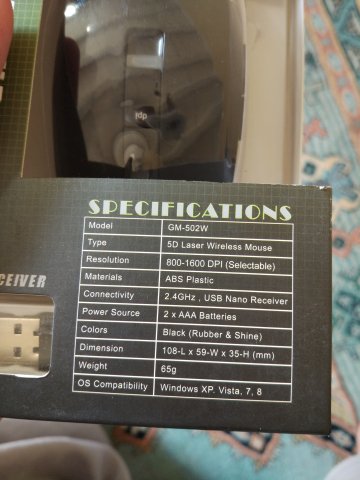 dpi
SPECIFICATIONS
Model GM-502W
Type 5D Laser Wireless Mouse
Resolution 800-1600 DPI (Selectable)
Materials ABS Plastic
Connectivity 2.4GHz , USB Nano Receiver
Power Source 2 x AAA Batteries
Colors Black (Rubber & Shine)
Dimension 108-L x 59-W x 35-H (mm)
Weight 65g
OS Compatibility Windows XP, Vista, 7, 8